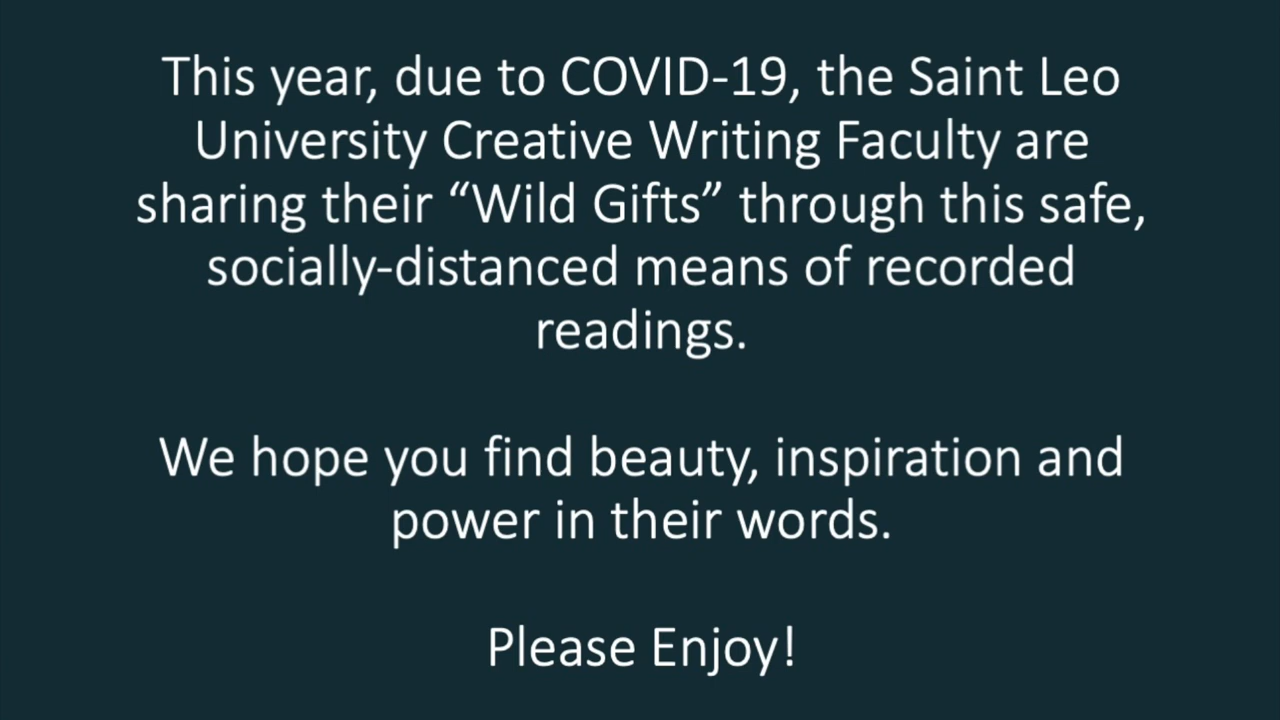 This year, due to COVID-19, the Saint Leo
University Creative Writing Faculty are
sharing their “Wild Gifts” through this safe,
socially-distanced means of recorded
readings.
We hope you find beauty, inspiration and
power in their words.
Please Enjoy!